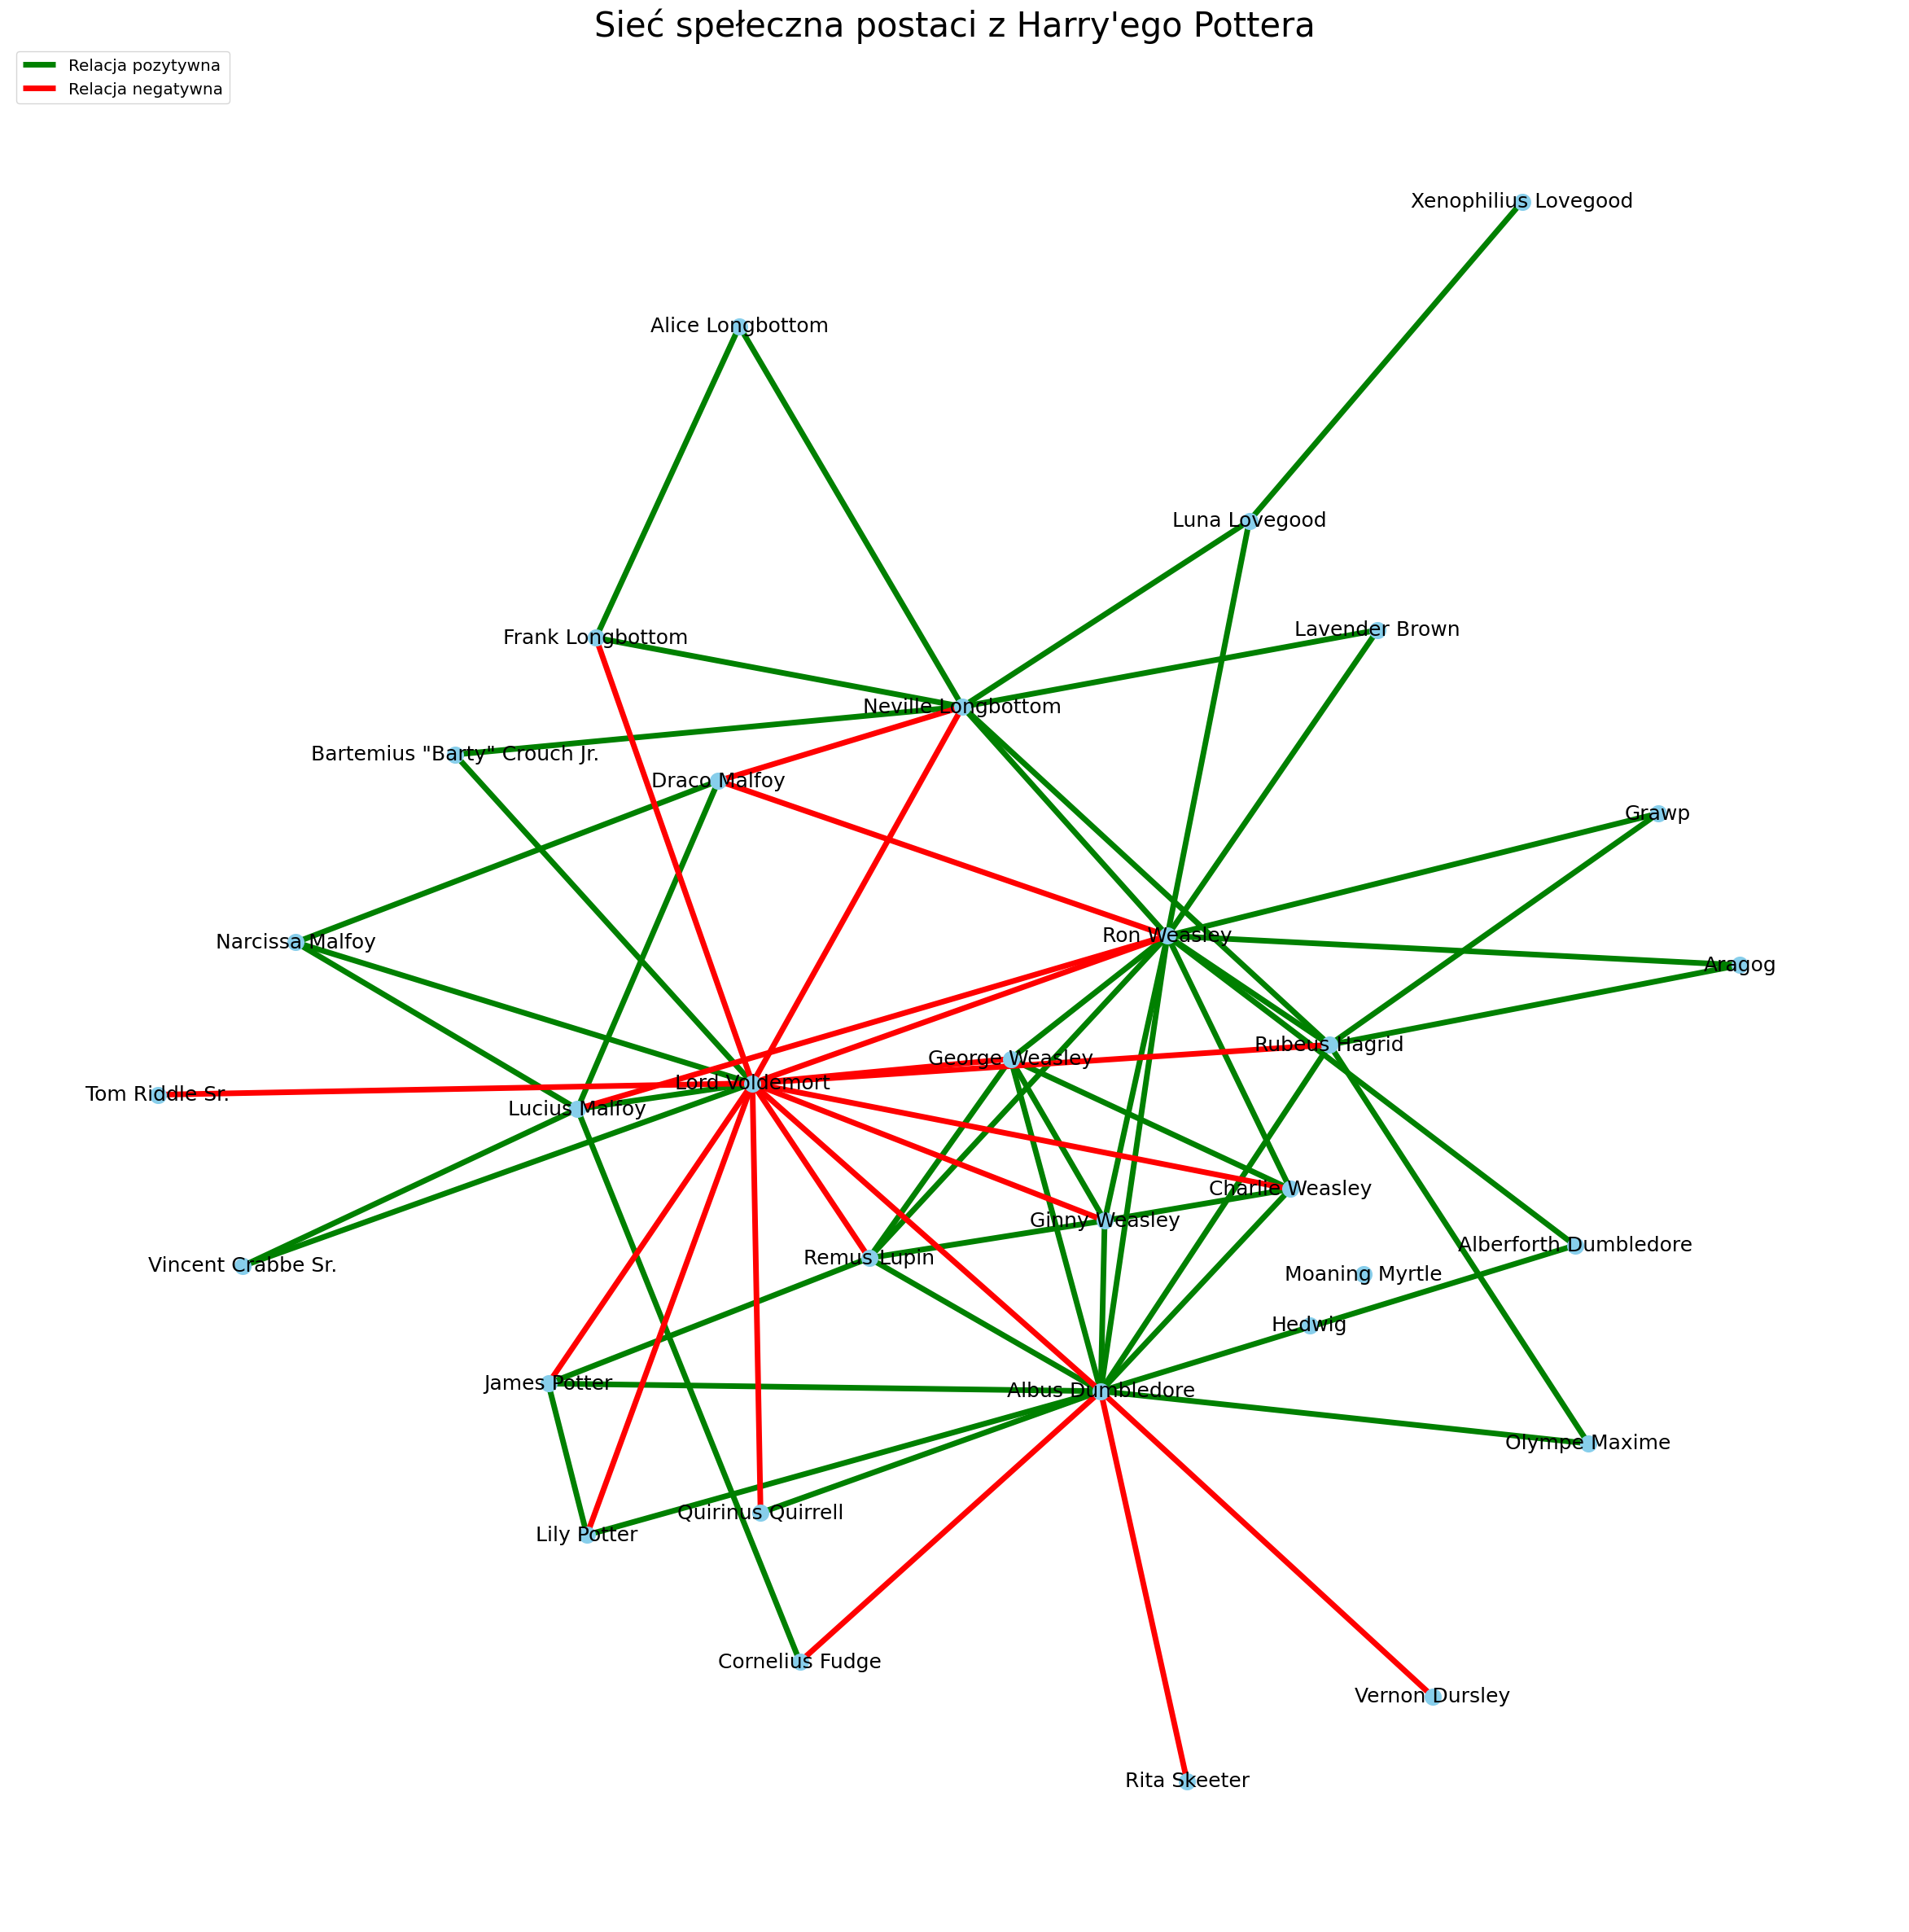 Sieć spełeczna postaci z Harry'ego Pottera
Relacja pozytywna
Relacja negatywna
Xenophilius Lovegood
Alice Longbottom
Luna Lovegood
Lavender Brown
Frank Longbottom
Neville Longbottom
Bartemius "Barty" Crouch Jr.
Draco Malfoy
Grawp
Ron Weasley
Narcissa Malfoy
Aragog
Rubeus Hagrid
George Weasley
Lord Voldemort
Tom Riddle Sr.
Lucius Malfoy
Charlie Weasley
Ginny Weasley
Alberforth Dumbledore
Remus Lupin
Vincent Crabbe Sr.
Moaning Myrtle
Hedwig
James Potter
Albus Dumbledore
Olympe Maxime
Quirinus Quirrell
Lily Potter
Cornelius Fudge
Vernon Dursley
Rita Skeeter